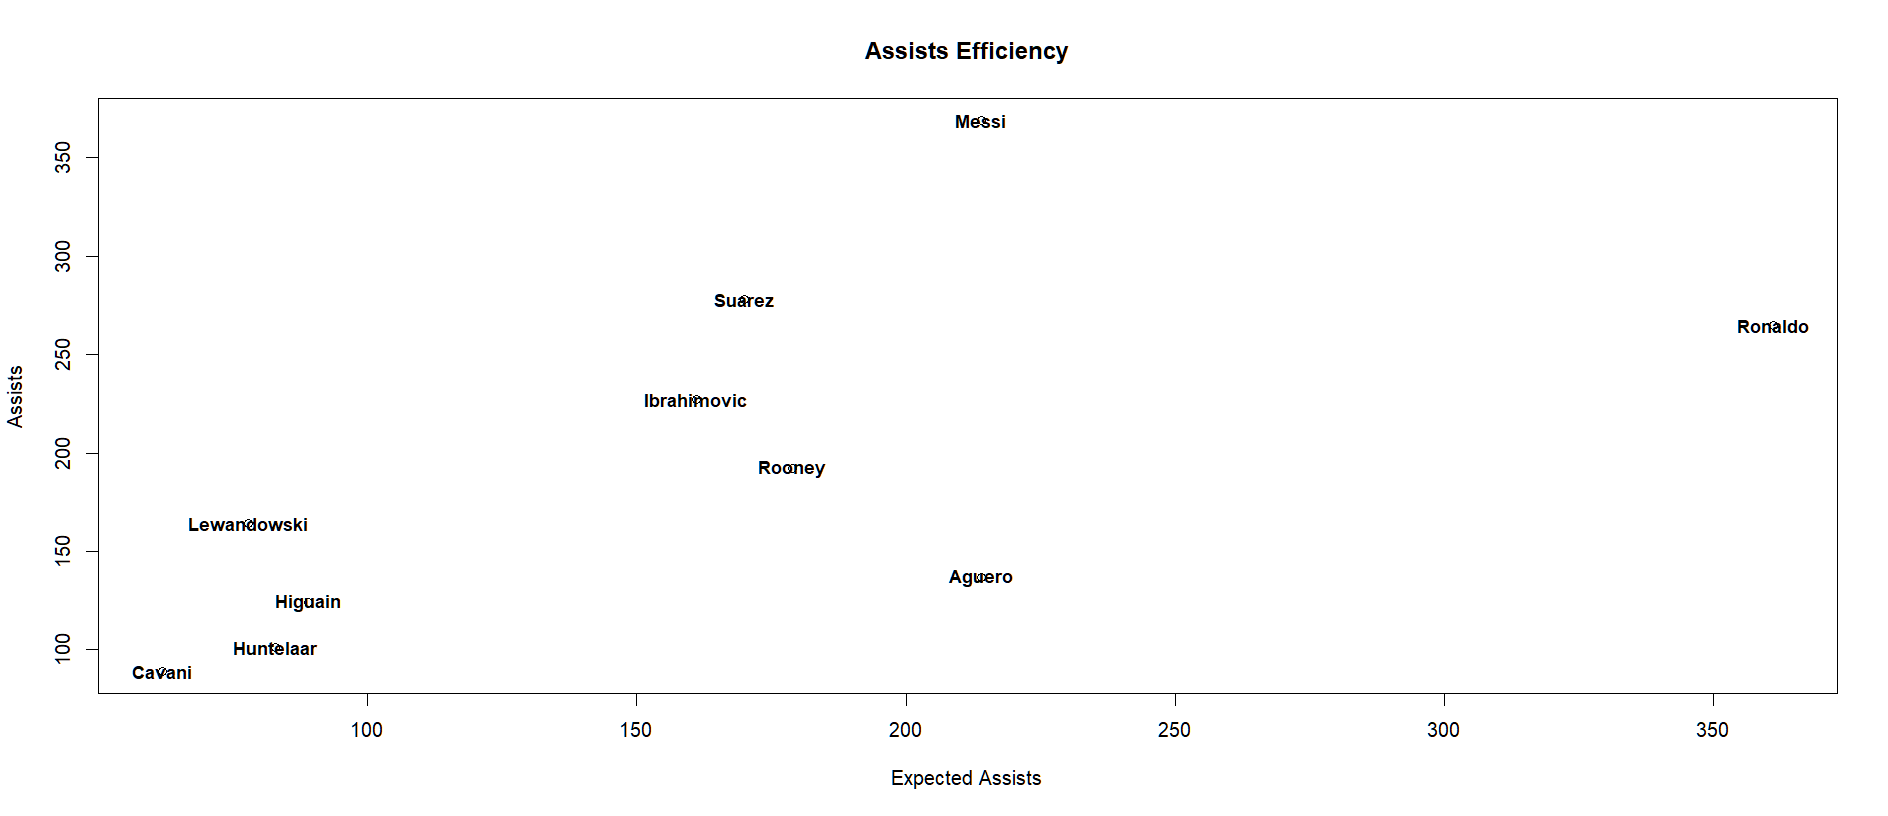 Assists Efficiency
Messi
350
300
Suarez
Ronaldo
250
Assists
Ibrahimovic
200
Rooney
Lewandowski
150
Aguero
Higuain
100
Huntelaar
Cavani
100 150 200 250 300 350
Expected Assists